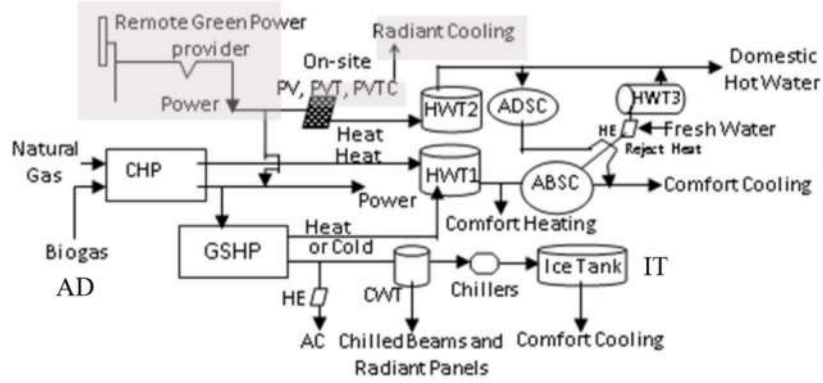 Remote Green Power
provider
Radiant Cooling
On-site
PV, PVT, PVTC
Power
Domestic
Hot Water
HWT2
ADSC
HWT3
HE
Fresh Water
Reject Heat
Heat
Heat
Natural
Gas
CHP
HWT1
ABSC
Comfort Cooling
Power
Comfort Heating
Biogas
AD
GSHP
Heat
or Cold
HE
CWT
Chillers
Ice Tank
IT
AC
Chilled Beams and
Radiant Panels
Comfort Cooling